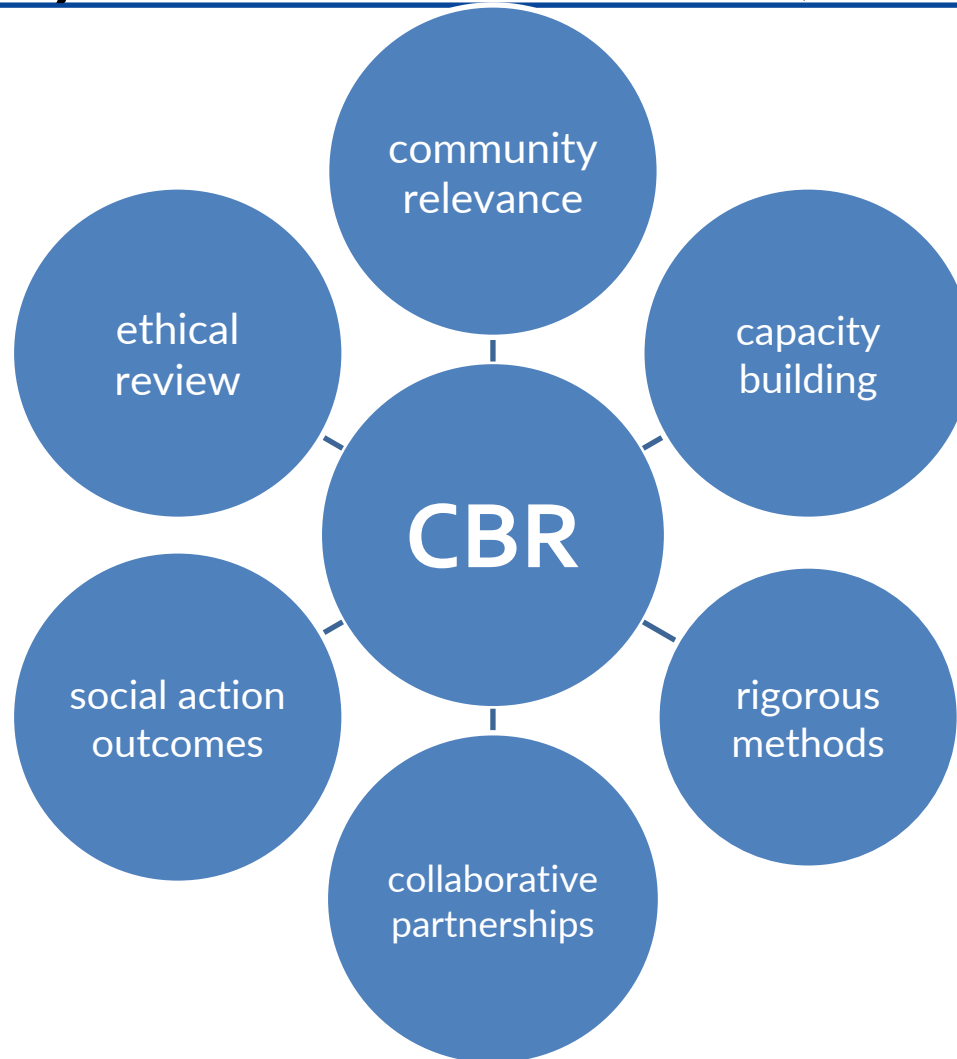 community
relevance
ethical
review
capacity
building
CBR
social action
outcomes
rigorous
methods
collaborative
partnerships